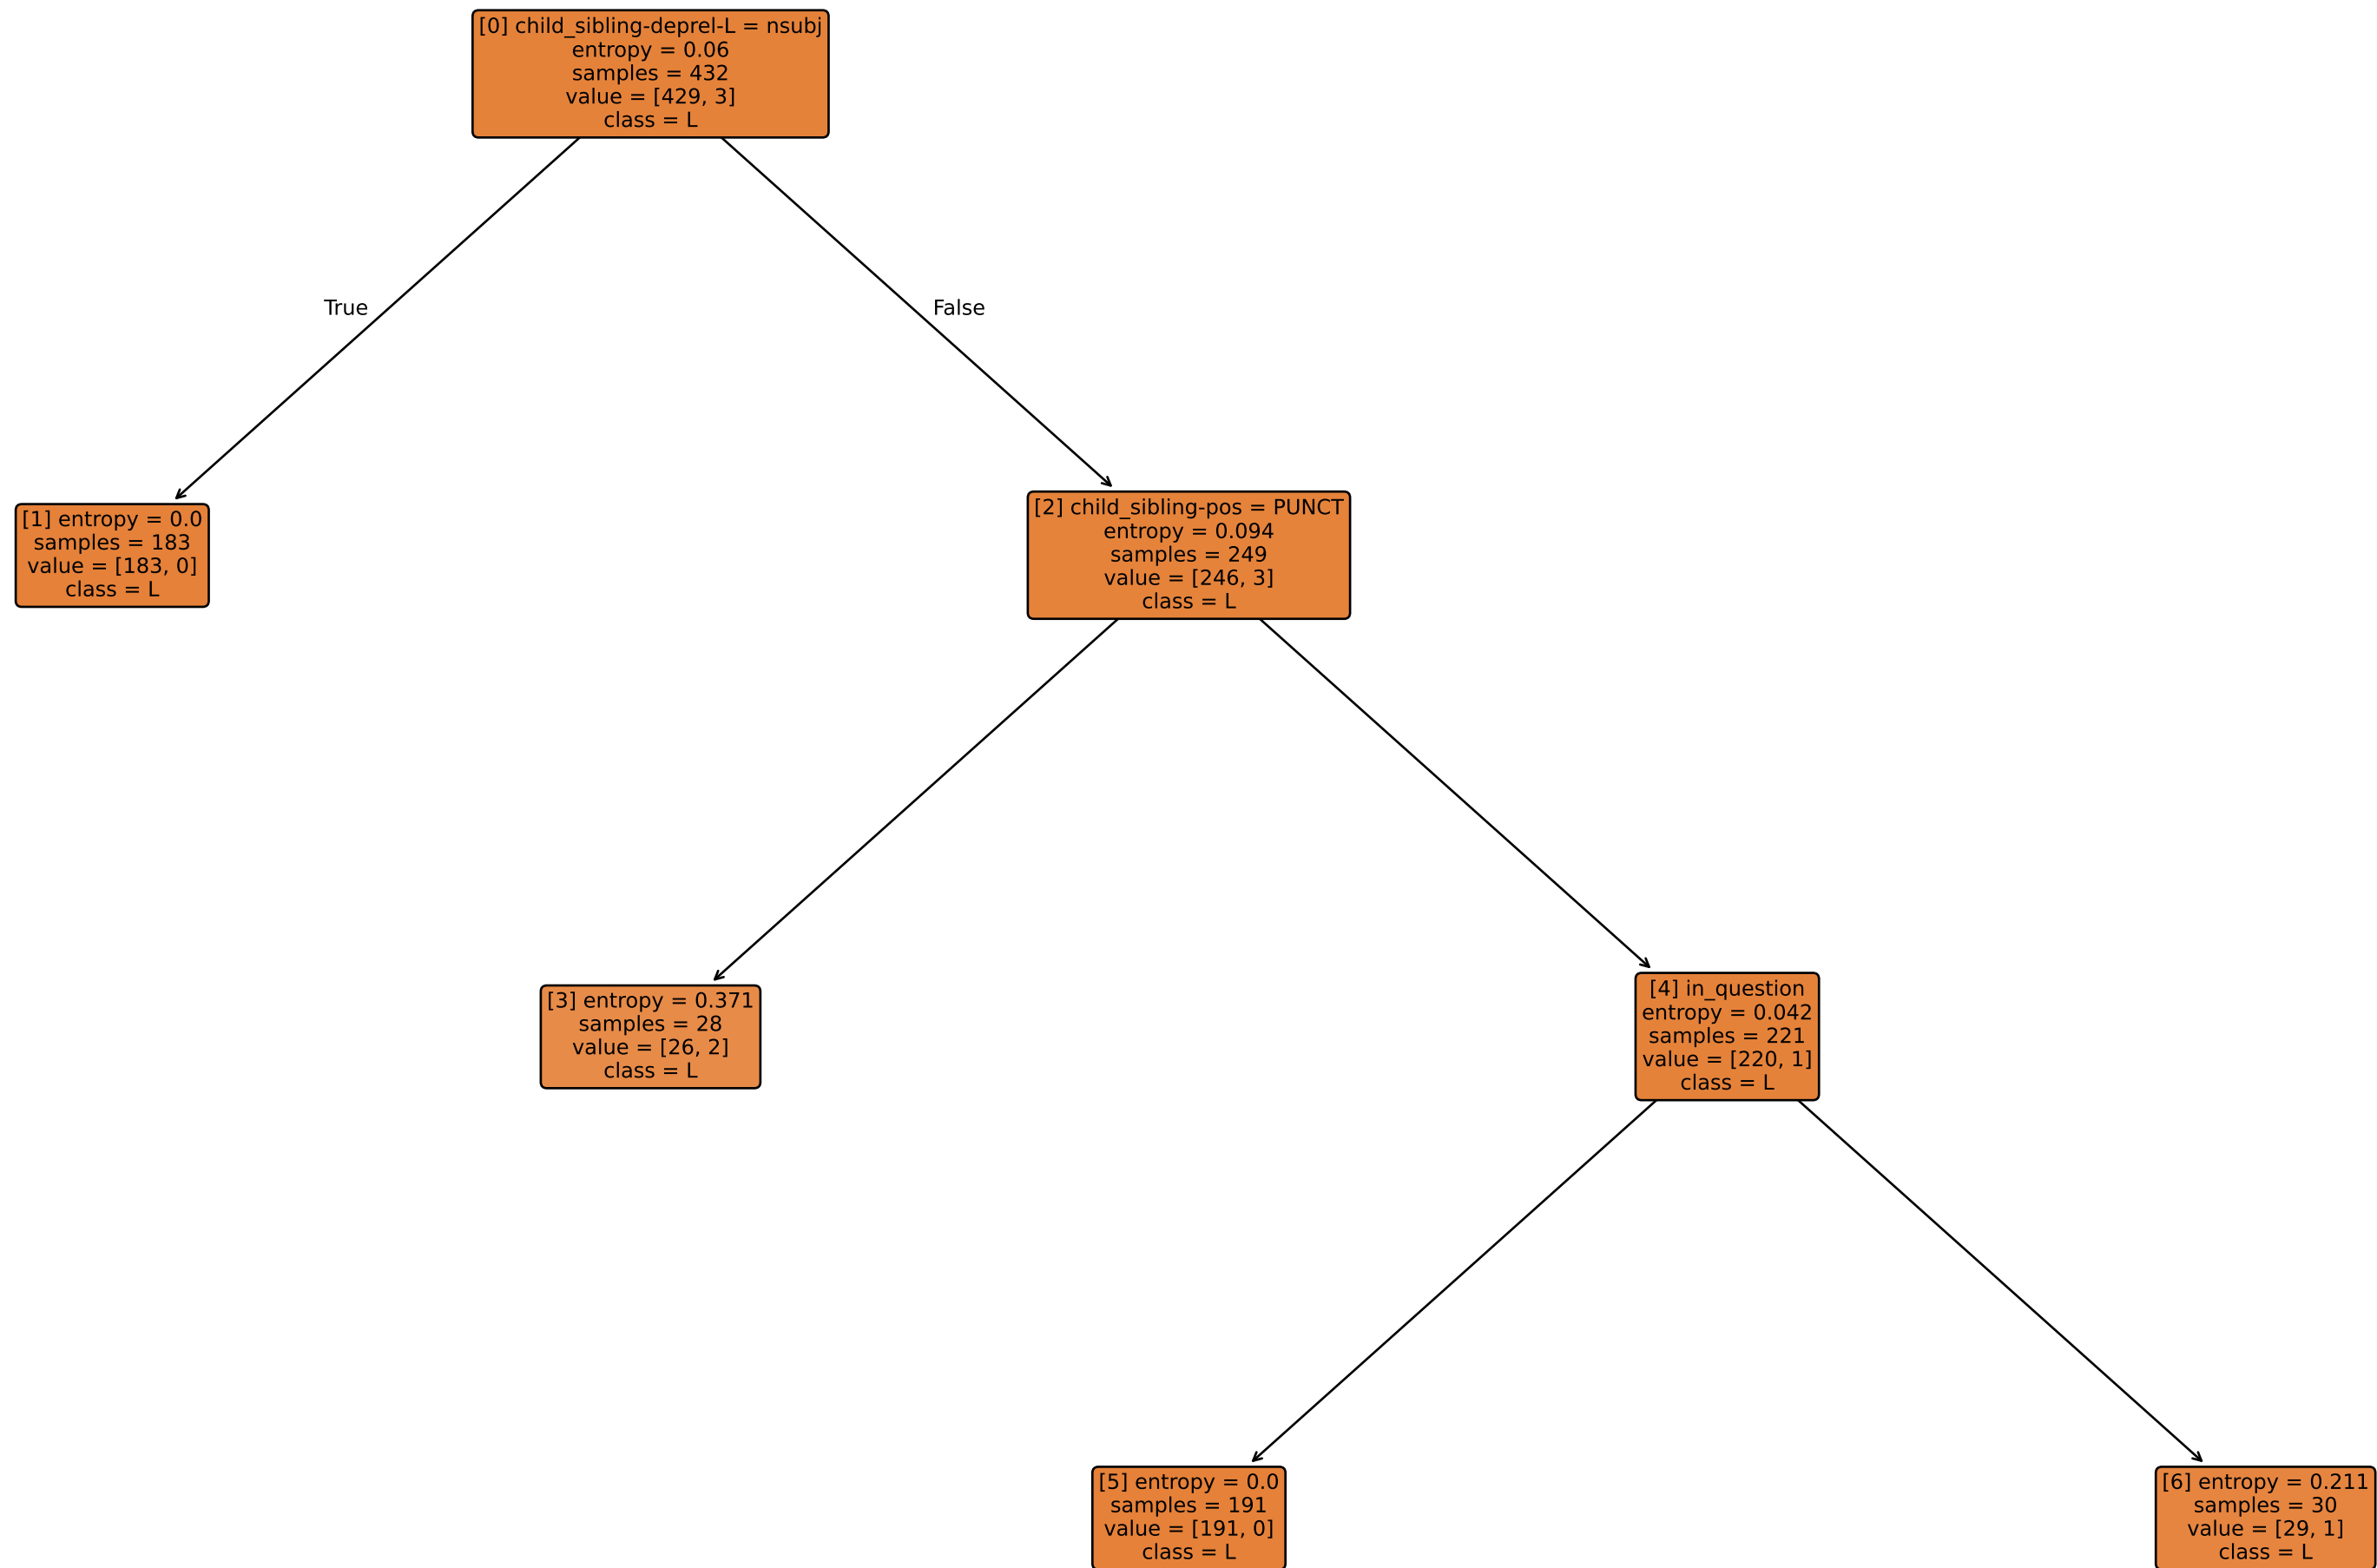 [0] child_sibling-deprel-L = nsubj
entropy = 0.06
samples = 432
value = [429, 3]
class = L
True
False
[1] entropy = 0.0
samples = 183
value = [183, 0]
class = L
[2] child_sibling-pos = PUNCT
entropy = 0.094
samples = 249
value = [246, 3]
class = L
[3] entropy = 0.371
samples = 28
value = [26, 2]
class = L
[4] in_question
entropy = 0.042
samples = 221
value = [220, 1]
class = L
[5] entropy = 0.0
samples = 191
value = [191, 0]
class = L
[6] entropy = 0.211
samples = 30
value = [29, 1]
class = L